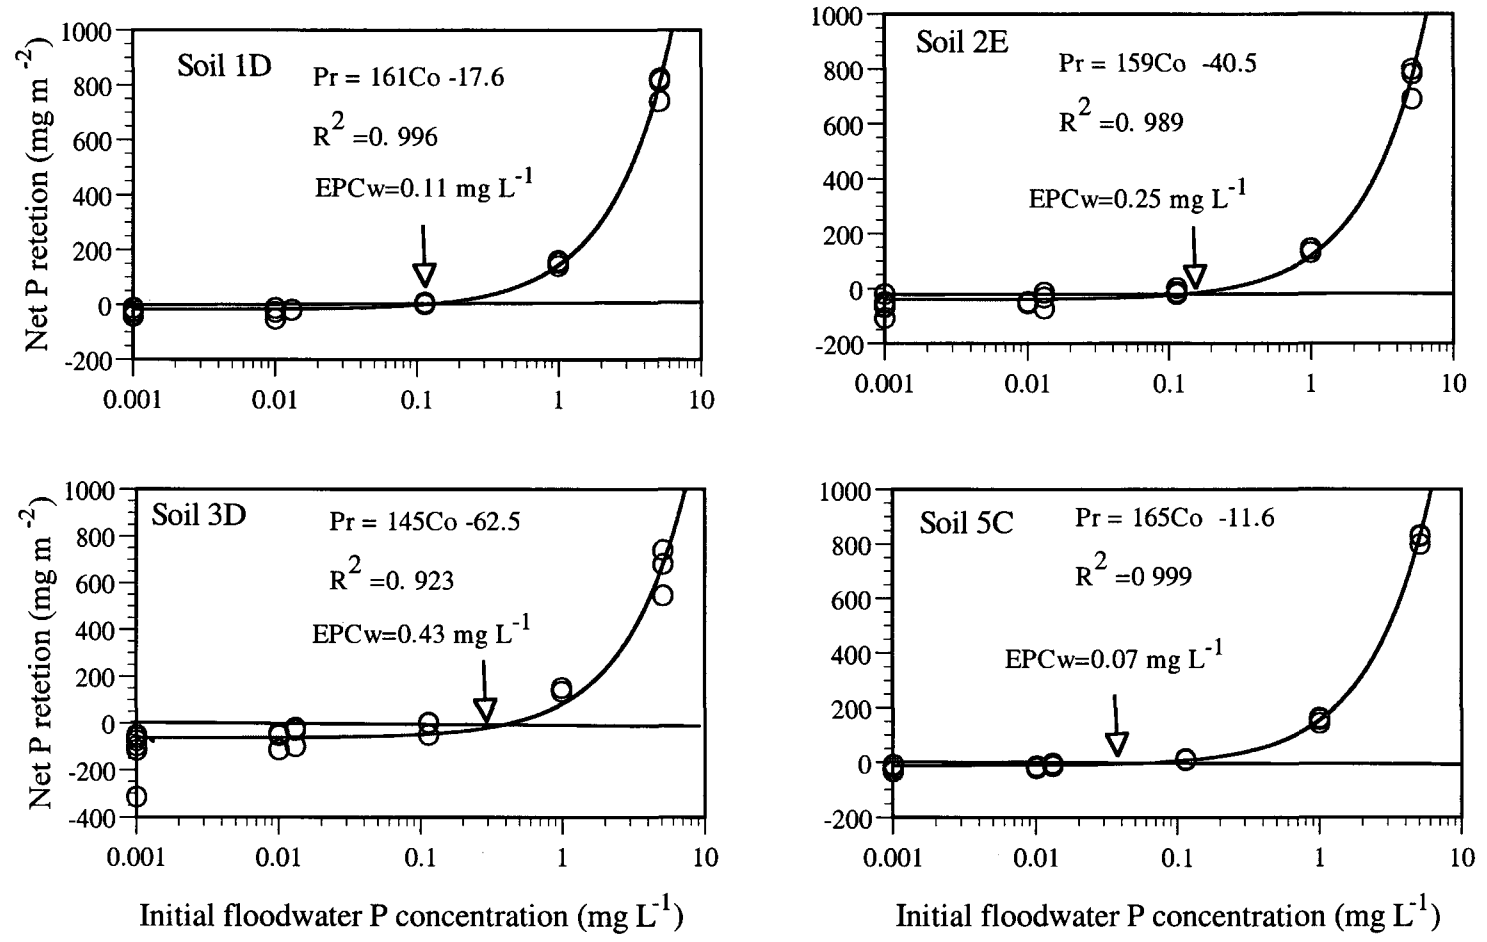 Soil 1D
Pr = 161Co -17.6
R2 =0. 996
EPCw=0.11 mg L-1
Net P retetion (mg m-2)
1000
800
600
400
200
0
-200
0.001 0.01 0.1 1 10
Soil 2E
Pr = 159Co -40.5
R2 =0. 989
EPCw=0.25 mg L-1
1000
800
600
400
200
0
-200
0.001 0.01 0.1 1 10
Soil 3D
Pr = 145Co -62.5
R2 =0. 923
EPCw=0.43 mg L-1
Net P retetion (mg m-2)
1000
800
600
400
200
0
-200
-400
0.001 0.01 0.1 1 10
Initial floodwater P concentration (mg L-1)
Soil 5C
Pr = 165Co -11.6
R2 =0 999
EPCw=0.07 mg L-1
1000
800
600
400
200
0
-200
0.001 0.01 0.1 1 10
Initial floodwater P concentration (mg L-1)